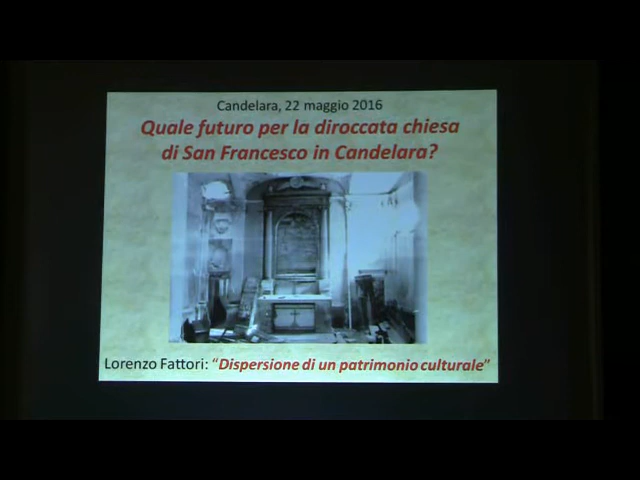 Candelara, 22 maggio 2016
Quale futuro per la diroccata chiesa
di San Francesco in Candelara?
Lorenzo Fattori: “Dispersione di un patrimonio culturale”